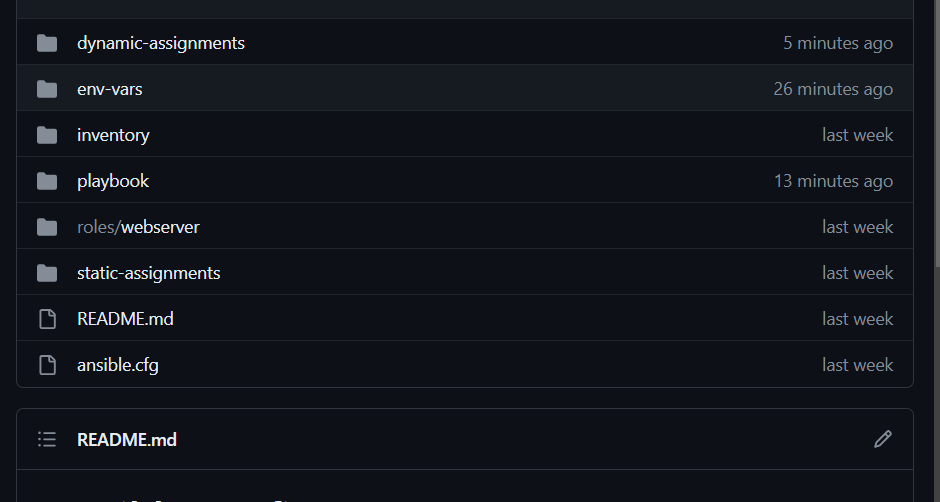 dynamic-assignments 5 minutes ago
env-vars 26 minutes ago
inventory last week
playbook 13 minutes ago
roles/webserver last week
static-assignments last week
README.md last week
ansible.cfg last week
README.md